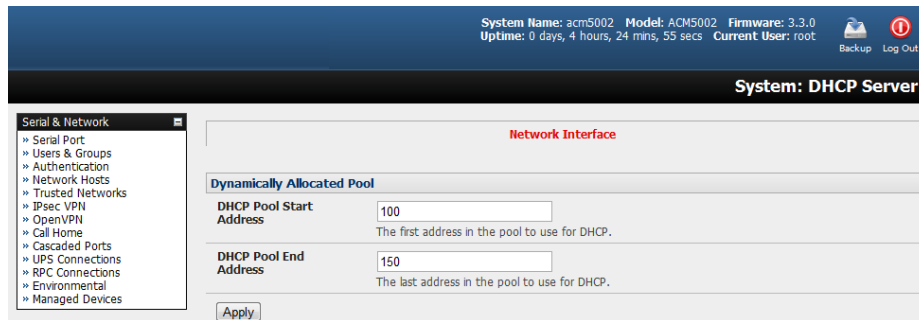 System Name: acm5002 Model: ACM5002 Firmware: 3.3.0
Uptime: 0 days, 4 hours, 24 mins, 55 secs Current User: root
Backup Log Out
System: DHCP Server
Serial & Network
» Serial Port
» Users & Groups
» Authentication
» Network Hosts
» Trusted Networks
» IPsec VPN
» OpenVPN
» Call Home
» Cascaded Ports
» UPS Connections
» RPC Connections
» Environmental
» Managed Devices
Network Interface
Dynamically Allocated Pool
DHCP Pool Start
Address
100
The first address in the pool to use for DHCP.
DHCP Pool End
Address
150
The last address in the pool to use for DHCP.
Apply